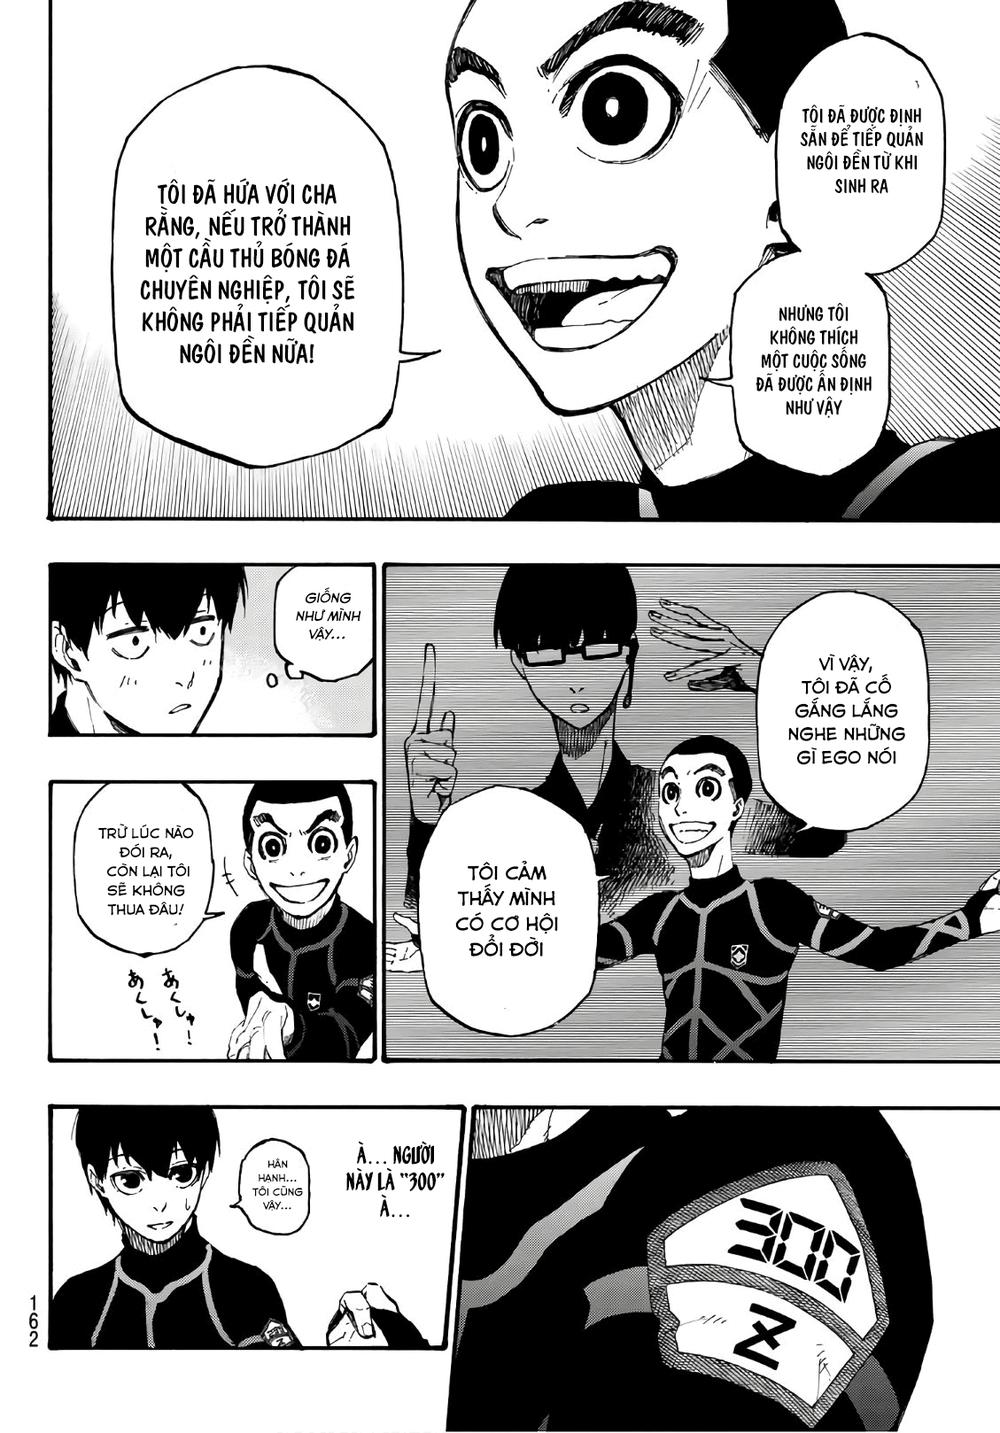 TÔI ĐÃ ĐƯỢC ĐỊNH
SẴN ĐỂ TIẾP QUẢN
NGÔI ĐỀN TỪ KHI
SINH RA
NHƯNG TÔI
KHÔNG THÍCH
MỘT CUỘC SỐNG
ĐÃ ĐƯỢC ẤN ĐỊNH
NHƯ VẬY
TÔI ĐÃ HỨA VỚI CHA
RẰNG, NẾU TRỞ THÀNH
MỘT CẦU THỦ BÓNG ĐÁ
CHUYÊN NGHIỆP, TÔI SẼ
KHÔNG PHẢI TIẾP QUẢN
NGÔI ĐỀN NỮA!
VÌ VẬY,
TÔI ĐÃ CỐ
GẮNG LẮNG
NGHE NHỮNG
GÌ EGO NÓI
TÔI CẢM
THẤY MÌNH
CÓ CƠ HỘI
ĐỔI ĐỜI
GIỐNG
NHƯ MÌNH
VẬY...
TRỪ LÚC NÀO
ĐÓI RA,
CÒN LẠI TÔI
SẼ KHÔNG
THUA ĐÂU!
あくしゅ!
あくしゅ!
300
Z
À... NGƯỜI
NÀY LÀ "300"
À...
HÂN
HẠNH...
TÔI CŨNG
VẬY...
162